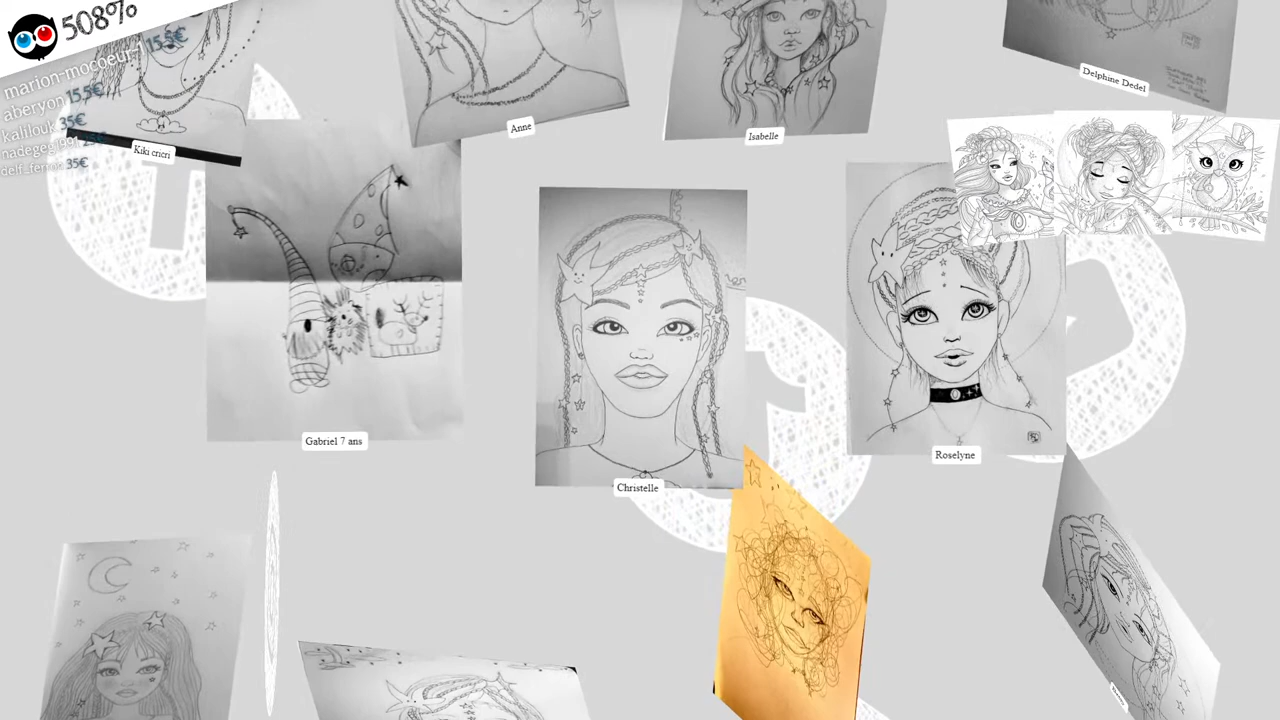 508%
marion-mocoeur-1 15.5€
aberyon 15.5€
kalilouk 35€
35€
Kiki cricri
Anne
Isabelle
Delphine Dedel
Gabriel 7 ans
Christelle
Roselyne